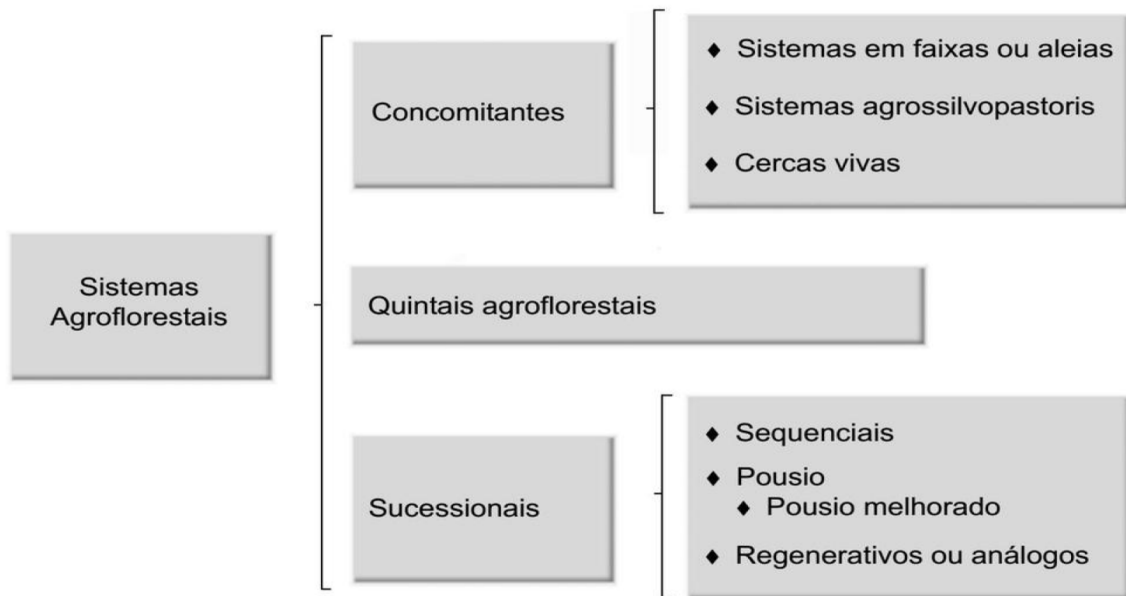 Sistemas
Agroflorestais
Concomitantes
♦ Sistemas em faixas ou aleias
♦ Sistemas agrossilvopastoris
♦ Cercas vivas
Quintais agroflorestais
Sucessionais
♦ Sequenciais
♦ Pousio
♦ Pousio melhorado
♦ Regenerativos ou análogos